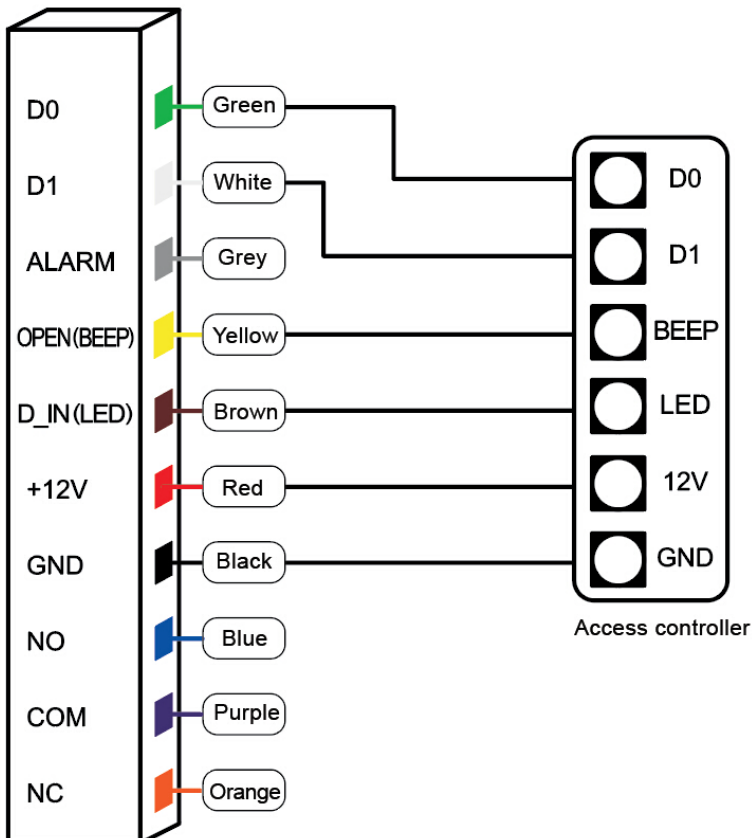 D0 Green
D1 White
ALARM Grey
OPEN(BEEP) Yellow
D_IN(LED) Brown
+12V Red
GND Black
NO Blue
COM Purple
NC Orange
D0
D1
BEEP
LED
12V
GND
Access controller